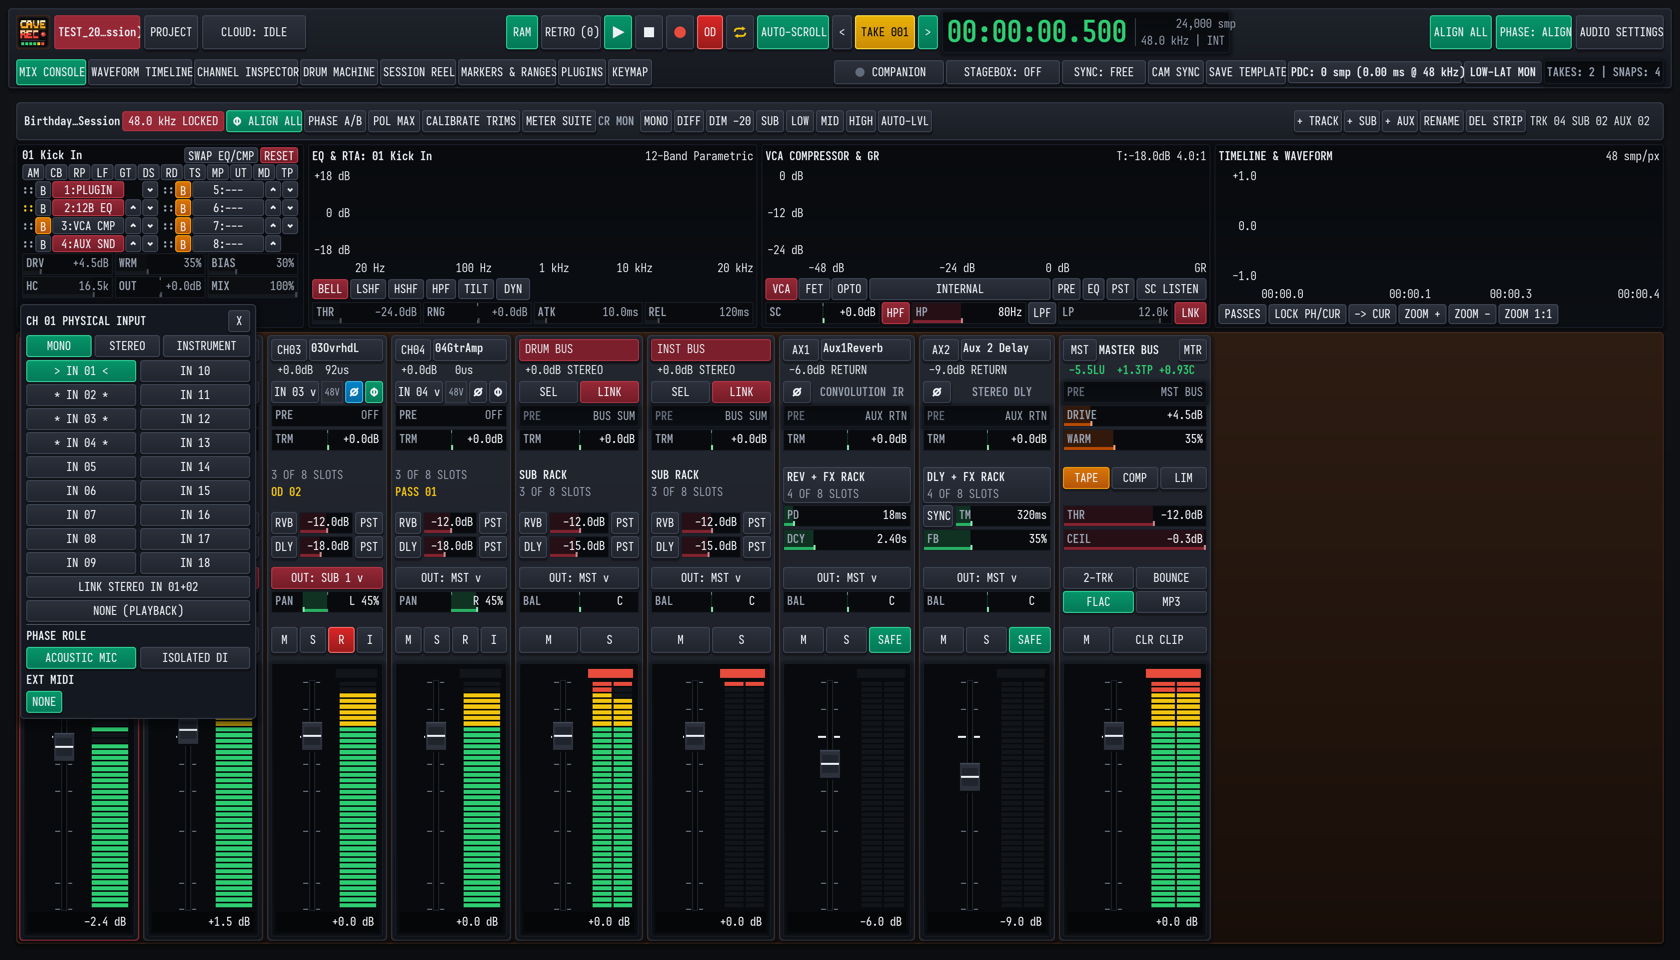 CAVE REC
TEST_20…ssion] PROJECT CLOUD: IDLE RAM RETRO (0) OD AUTO-SCROLL < TAKE 001 > 00:00:00.500 24,000 smp 48.0 kHz | INT ALIGN ALL PHASE: ALIGN AUDIO SETTINGS
MIX CONSOLE WAVEFORM TIMELINE CHANNEL INSPECTOR DRUM MACHINE SESSION REEL MARKERS & RANGES PLUGINS KEYMAP COMPANION STAGEBOX: OFF SYNC: FREE CAM SYNC SAVE TEMPLATE PDC: 0 smp (0.00 ms @ 48 kHz) LOW-LAT MON TAKES: 2 | SNAPS: 4
Birthday…Session 48.0 kHz LOCKED Φ ALIGN ALL PHASE A/B POL MAX CALIBRATE TRIMS METER SUITE CR MON MONO DIFF DIM -20 SUB LOW MID HIGH AUTO-LVL + TRACK + SUB + AUX RENAME DEL STRIP TRK 04 SUB 02 AUX 02
01 Kick In SWAP EQ/CMP RESET
AM CB RP LF GT DS RD TS MP UT MD TP
:: B 1:PLUGIN :: B 5:---
:: B 2:12B EQ :: B 6:---
:: B 3:VCA CMP :: B 7:---
:: B 4:AUX SND :: B 8:---
DRV +4.5dB WRM 35% BIAS 30%
HC 16.5k OUT +0.0dB MIX 100%
EQ & RTA: 01 Kick In 12-Band Parametric
+18 dB
0 dB
-18 dB
20 Hz 100 Hz 1 kHz 10 kHz 20 kHz
BELL LSHF HSHF HPF TILT DYN
THR -24.0dB RNG +0.0dB ATK 10.0ms REL 120ms
VCA COMPRESSOR & GR T:-18.0dB 4.0:1
0 dB
-12 dB
-24 dB
-48 dB -24 dB 0 dB GR
VCA FET OPTO INTERNAL PRE EQ PST SC LISTEN
SC +0.0dB HPF HP 80Hz LPF LP 12.0k LNK
TIMELINE & WAVEFORM 48 smp/px
+1.0
0.0
-1.0
00:00.0 00:00.1 00:00.3 00:00.4
PASSES LOCK PH/CUR -> CUR ZOOM + ZOOM - ZOOM 1:1
CH 01 PHYSICAL INPUT X
MONO STEREO INSTRUMENT
> IN 01 < IN 10
* IN 02 * IN 11
* IN 03 * IN 12
* IN 04 * IN 13
IN 05 IN 14
IN 06 IN 15
IN 07 IN 16
IN 08 IN 17
IN 09 IN 18
LINK STEREO IN 01+02
NONE (PLAYBACK)
PHASE ROLE
ACOUSTIC MIC ISOLATED DI
EXT MIDI
NONE
-2.4 dB
+1.5 dB
CH03 03OvrhdL
+0.0dB 92us
IN 03 v 48V Ø Φ
PRE OFF
TRM +0.0dB
3 OF 8 SLOTS
OD 02
RVB -12.0dB PST
DLY -18.0dB PST
OUT: SUB 1 v
PAN L 45%
M S R I
+0.0 dB
CH04 04GtrAmp
+0.0dB 0us
IN 04 v 48V Ø Φ
PRE OFF
TRM +0.0dB
3 OF 8 SLOTS
PASS 01
RVB -12.0dB PST
DLY -18.0dB PST
OUT: MST v
PAN R 45%
M S R I
+0.0 dB
DRUM BUS
+0.0dB STEREO
SEL LINK
PRE BUS SUM
TRM +0.0dB
SUB RACK
3 OF 8 SLOTS
RVB -12.0dB PST
DLY -15.0dB PST
OUT: MST v
BAL C
M S
+0.0 dB
INST BUS
+0.0dB STEREO
SEL LINK
PRE BUS SUM
TRM +0.0dB
SUB RACK
3 OF 8 SLOTS
RVB -12.0dB PST
DLY -15.0dB PST
OUT: MST v
BAL C
M S
+0.0 dB
AX1 Aux1Reverb
-6.0dB RETURN
Ø CONVOLUTION IR
PRE AUX RTN
TRM +0.0dB
REV + FX RACK
4 OF 8 SLOTS
PD 18ms
DCY 2.40s
OUT: MST v
BAL C
M S SAFE
-6.0 dB
AX2 Aux 2 Delay
-9.0dB RETURN
Ø STEREO DLY
PRE AUX RTN
TRM +0.0dB
DLY + FX RACK
4 OF 8 SLOTS
SYNC TM 320ms
FB 35%
OUT: MST v
BAL C
M S SAFE
-9.0 dB
MST MASTER BUS MTR
-5.5LU +1.3TP +0.93C
PRE MST BUS
DRIVE +4.5dB
WARM 35%
TAPE COMP LIM
THR -12.0dB
CEIL -0.3dB
2-TRK BOUNCE
FLAC MP3
M CLR CLIP
+0.0 dB